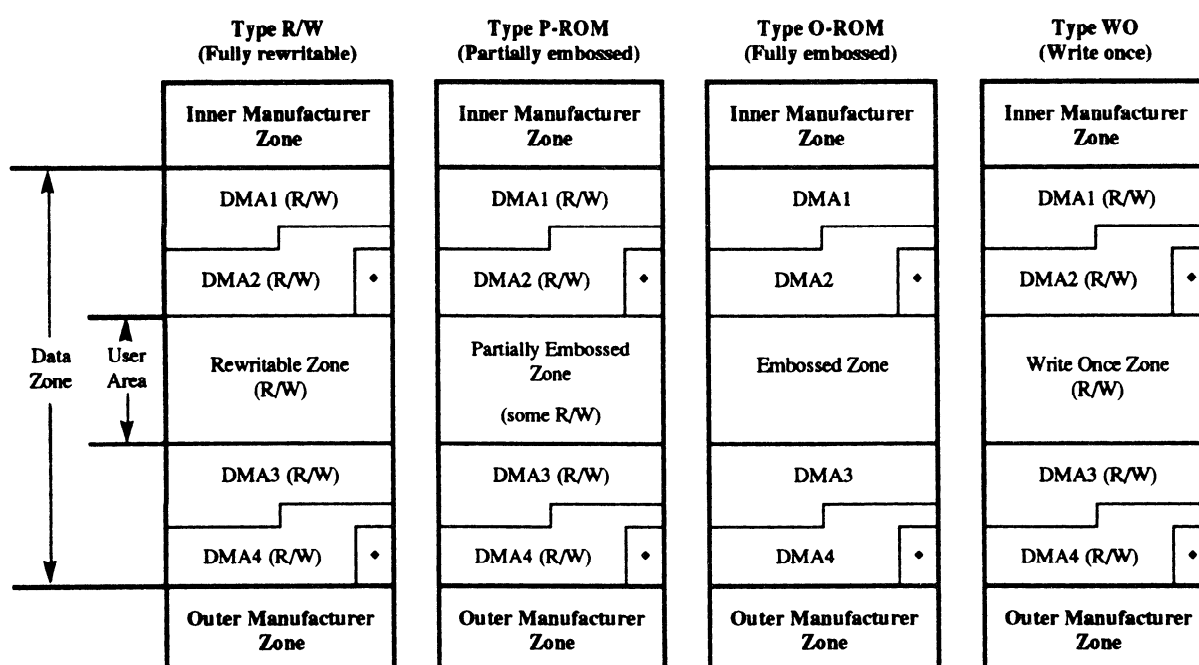 Type R/W
(Fully rewritable)
Type P-ROM
(Partially embossed)
Type O-ROM
(Fully embossed)
Type WO
(Write once)
Inner Manufacturer
Zone
Inner Manufacturer
Zone
Inner Manufacturer
Zone
Inner Manufacturer
Zone
DMA1 (R/W)
DMA1 (R/W)
DMA1
DMA1 (R/W)
DMA2 (R/W)
DMA2 (R/W)
DMA2
DMA2 (R/W)
Data
Zone
User
Area
Rewritable Zone
(R/W)
Partially Embossed
Zone
(some R/W)
Embossed Zone
Write Once Zone
(R/W)
DMA3 (R/W)
DMA3 (R/W)
DMA3
DMA3 (R/W)
DMA4 (R/W)
DMA4 (R/W)
DMA4
DMA4 (R/W)
Outer Manufacturer
Zone
Outer Manufacturer
Zone
Outer Manufacturer
Zone
Outer Manufacturer
Zone